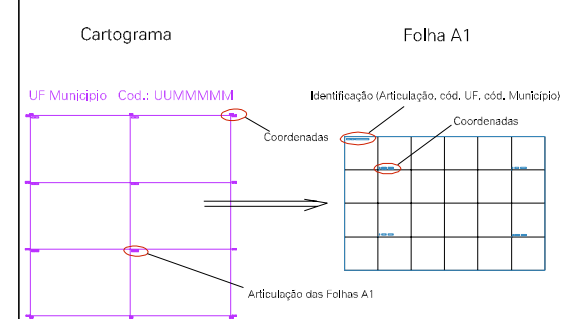 Cartograma
Folha A1
UF Município Cod.: UUMMMMM
Identificação (Articulação, cód. UF, cód. Município)
Coordenadas
Coordenadas
Articulação das Folhas A1